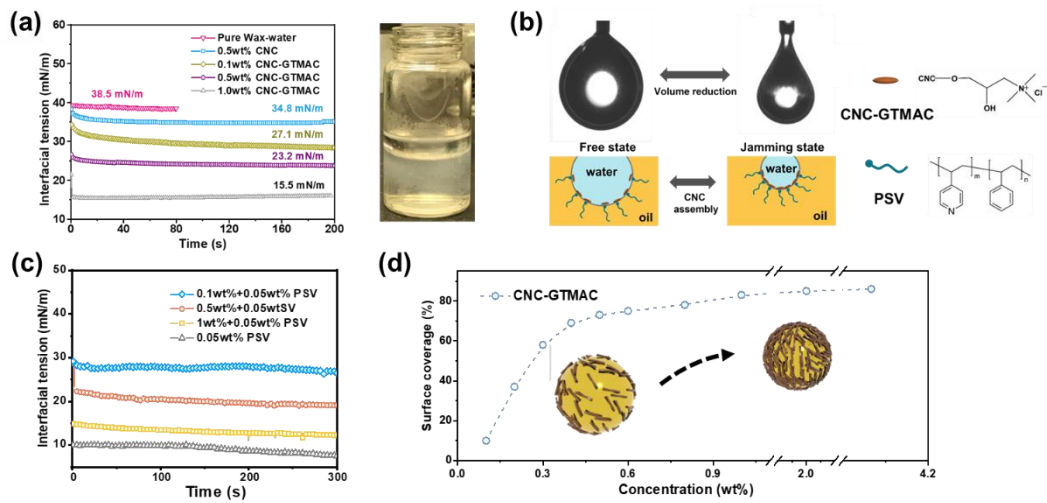 (a)
60
50
40
30
20
10
Interfacial tension (mN/m)
Pure Wax-water
0.5wt% CNC
0.1wt% CNC-GTMAC
0.5wt% CNC-GTMAC
1.0wt% CNC-GTMAC
38.5 mN/m
34.8 mN/m
27.1 mN/m
23.2 mN/m
15.5 mN/m
0 40 80 120 160 200
Time (s)
(b)
Volume reduction
Free state
Jamming state
water
oil
CNC
assembly
water
oil
CNC-GTMAC
CNC
O
OH
N+
Cl-
PSV
m
n
N
(c)
50
40
30
20
10
Interfacial tension (mN/m)
0.1wt%+0.05wt% PSV
0.5wt%+0.05wtSV
1wt%+0.05wt% PSV
0.05wt% PSV
0 100 200 300
Time (s)
(d)
80
60
40
20
0
Surface coverage (%)
CNC-GTMAC
0.0 0.3 0.6 0.9 2.0 4.2
Concentration (wt%)